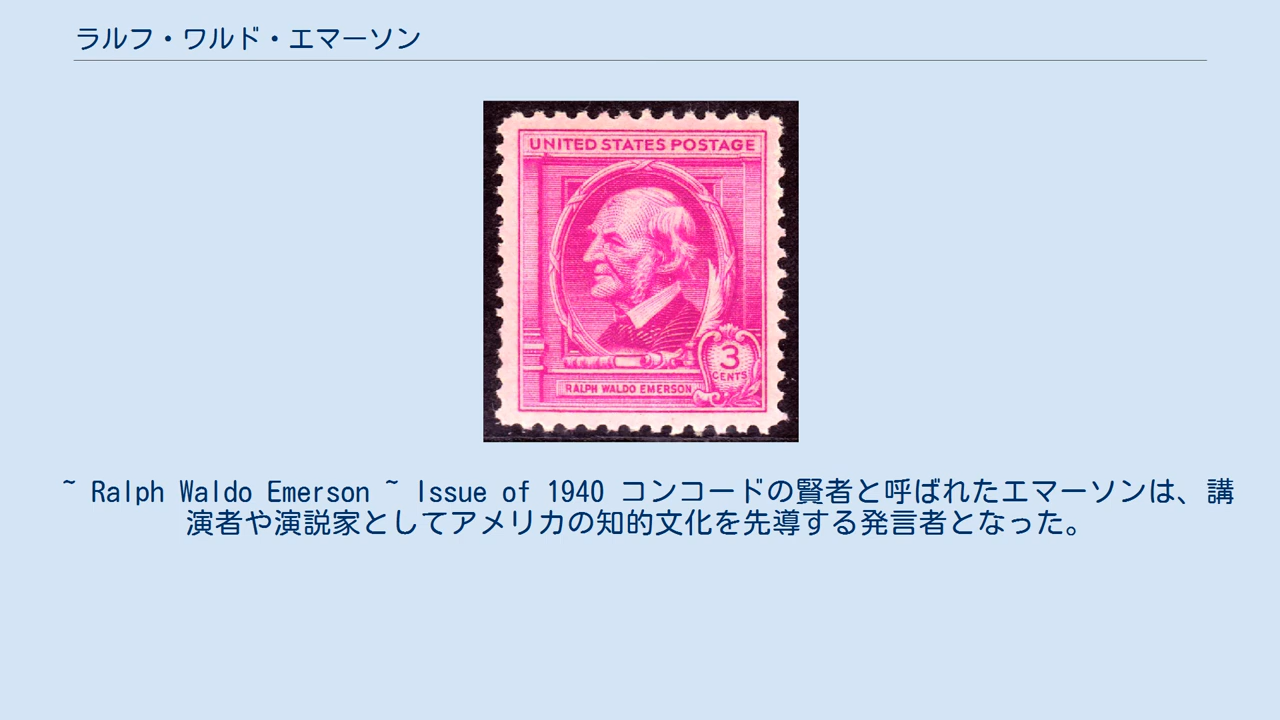 ラルフ・ワルド・エマーソン
UNITED STATES POSTAGE
3
CENTS
RALPH WALDO EMERSON
~ Ralph Waldo Emerson ~ Issue of 1940 コンコードの賢者と呼ばれたエマーソンは、講
演者や演説家としてアメリカの知的文化を先導する発言者となった。